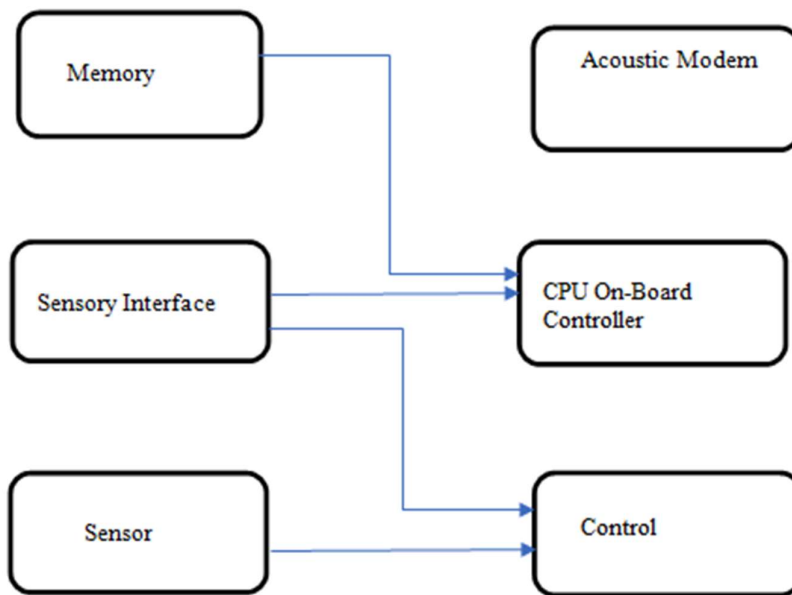 Memory
Acoustic Modem
Sensory Interface
CPU On-Board
Controller
Sensor
Control